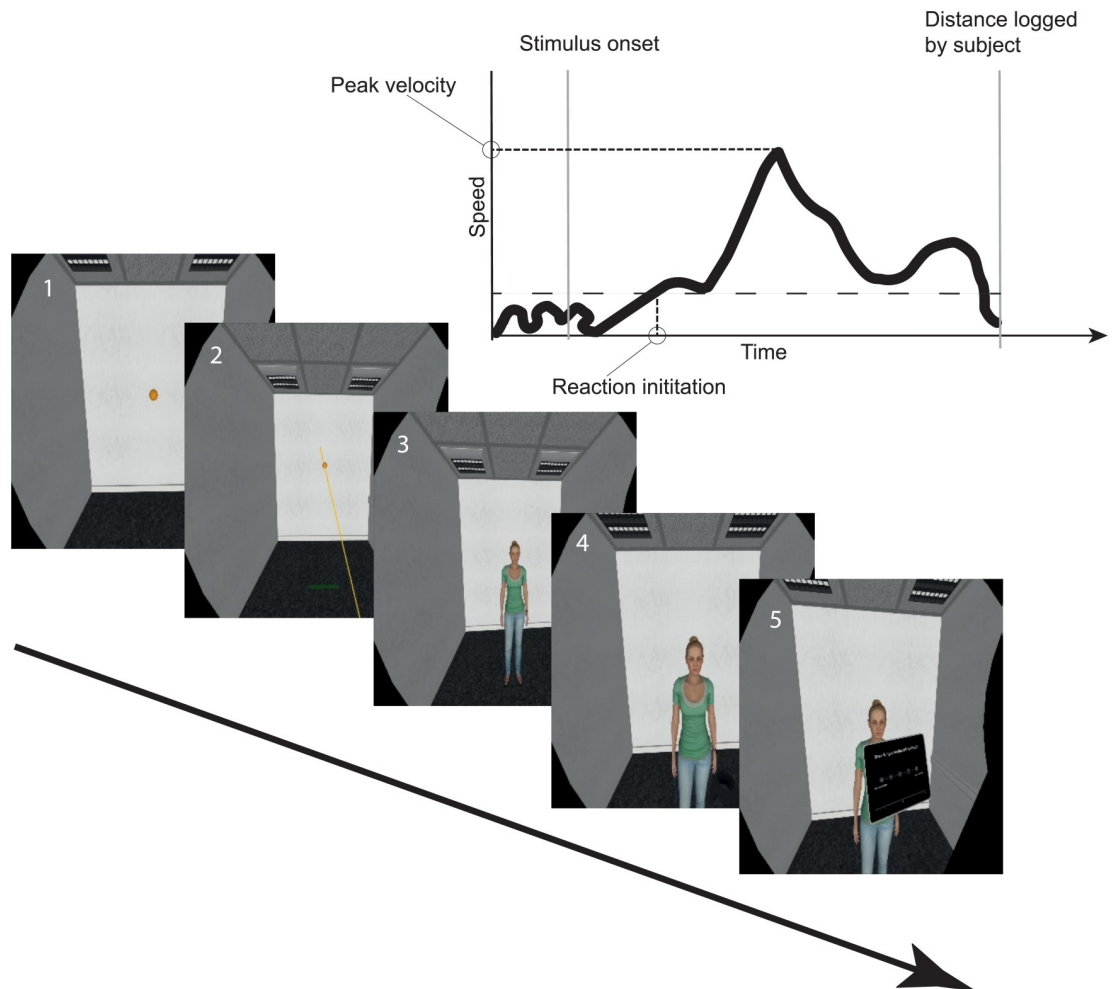 Stimulus onset
Distance logged
by subject
Peak velocity
Speed
Time
Reaction inititation
1
2
3
4
5